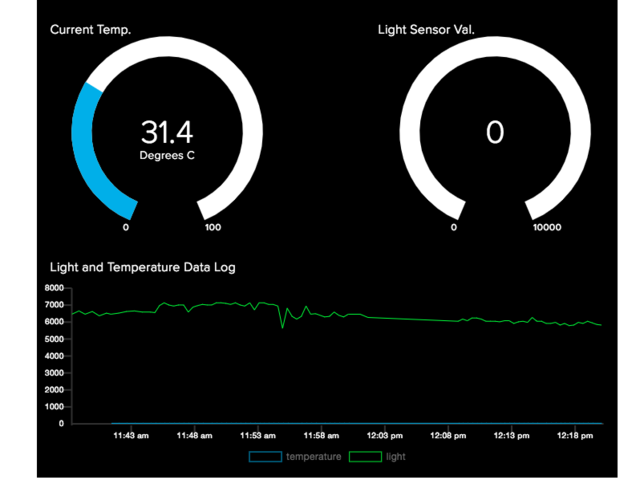 Current Temp.
Light Sensor Val.
31.4
Degrees C
0
0
100
0
10000
Light and Temperature Data Log
8000
7000
6000
5000
4000
3000
2000
1000
0
11:43 am
11:48 am
11:53 am
11:58 am
12:03 pm
12:08 pm
12:13 pm
12:18 pm
temperature
light